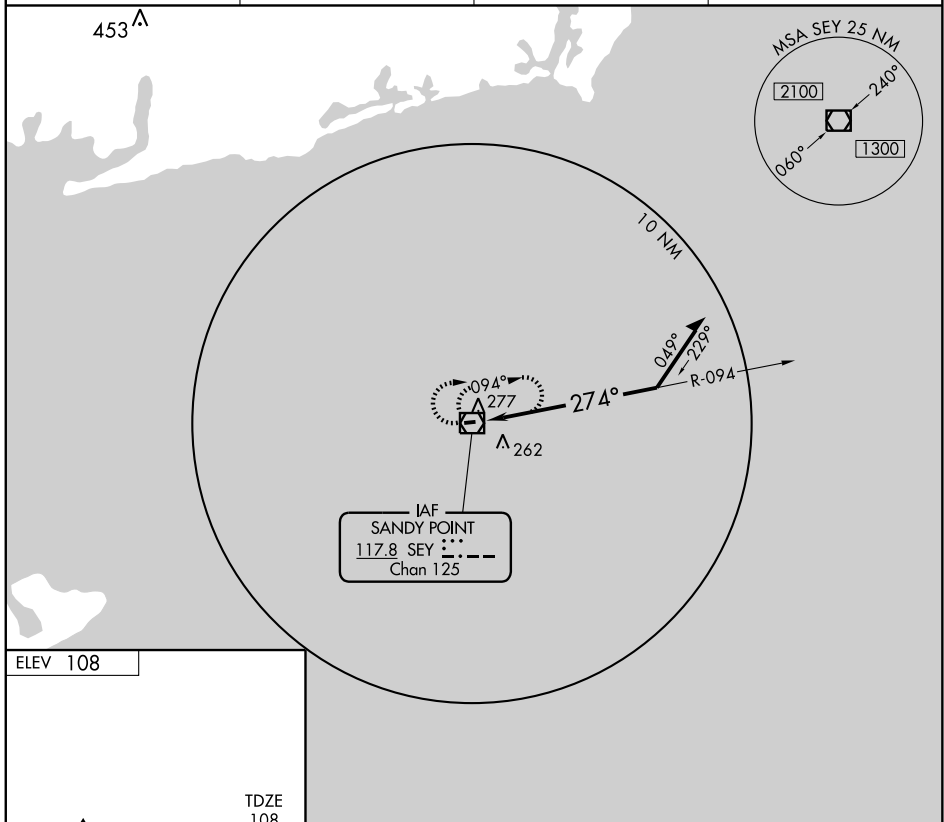 453
MSA SEY 25 NM
2100
240°
060°
1300
10 NM
049°
229°
R-094
094°
277
274°
262
IAF
SANDY POINT
117.8 SEY
Chan 125
ELEV 108
TDZE
108